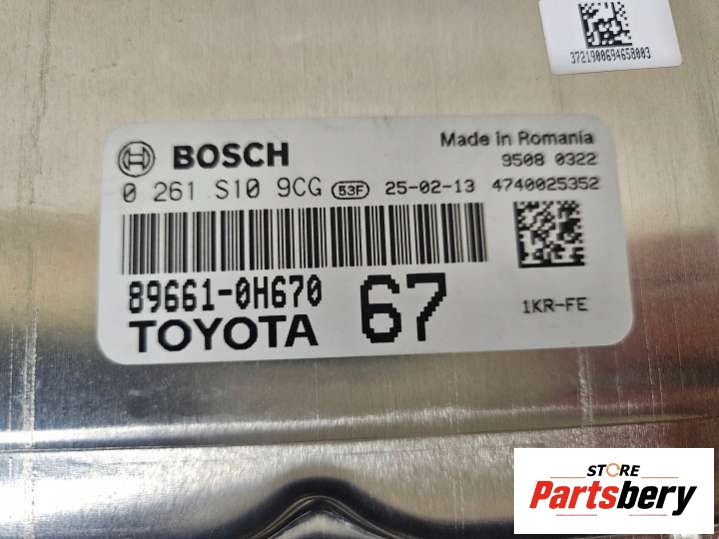 3721900694658003
BOSCH
Made in Romania
9508 0322
0 261 S10 9CG 53F 25-02-13 4740025352
89661-0H670
TOYOTA
67
1KR-FE
STORE
Partsbery